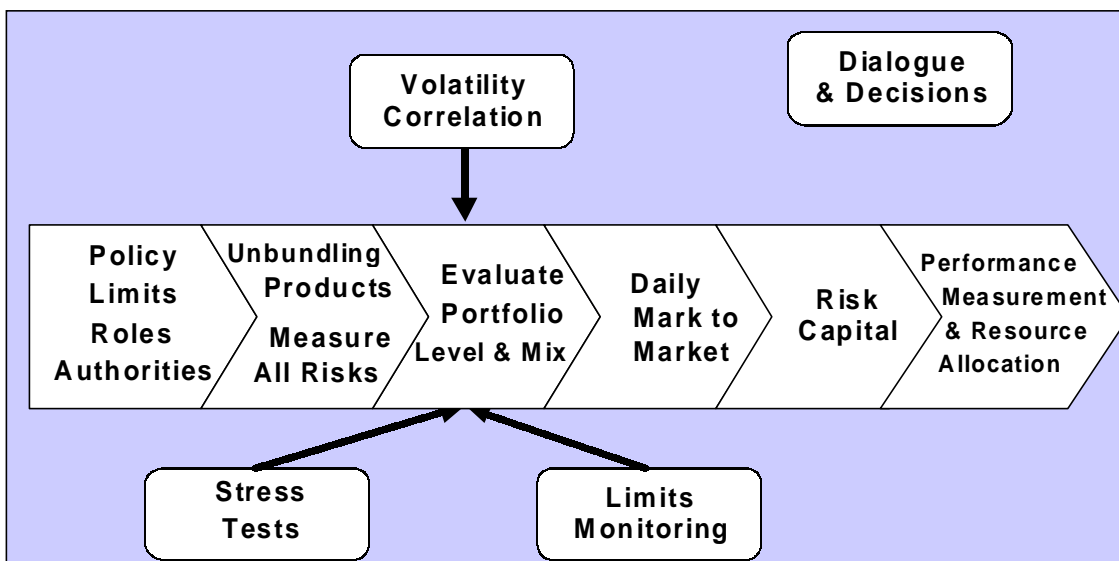 Volatility
Correlation
Dialogue
& Decisions
Policy
Limits
Roles
Authorities
Unbundling
Products
Measure
All Risks
Evaluate
Portfolio
Level & Mix
Daily
Mark to
Market
Risk
Capital
Performance
Measurement
& Resource
Allocation
Stress
Tests
Limits
Monitoring